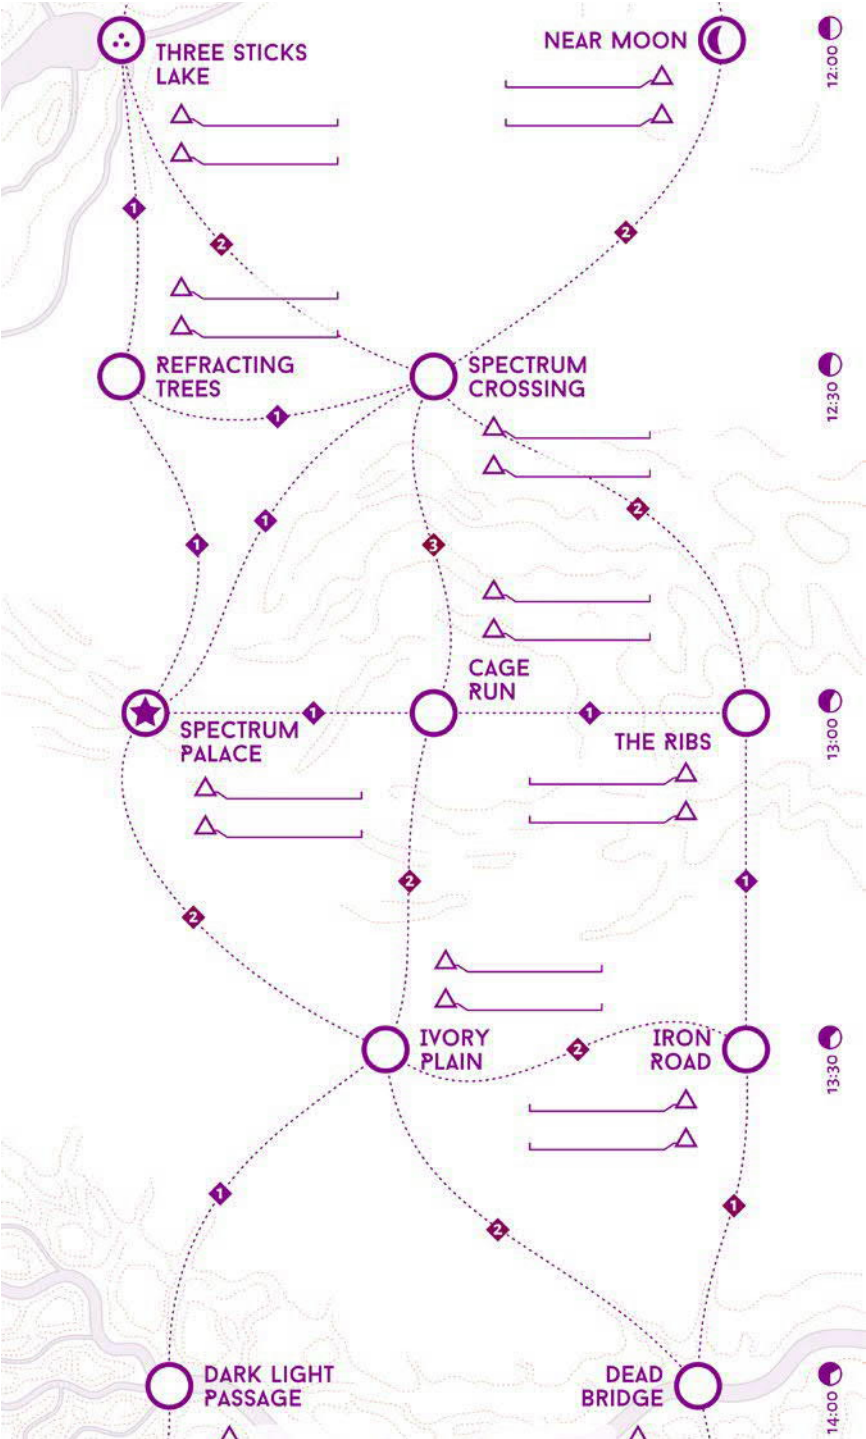 THREE STICKS
LAKE
NEAR MOON
12:00
1
2
2
REFRACTING
TREES
SPECTRUM
CROSSING
12:30
1
1
1
2
3
CAGE
RUN
SPECTRUM
PALACE
1
1
THE RIBS
13:00
2
2
1
IVORY
PLAIN
2
IRON
ROAD
13:30
1
2
1
DARK LIGHT
PASSAGE
DEAD
BRIDGE
14:00